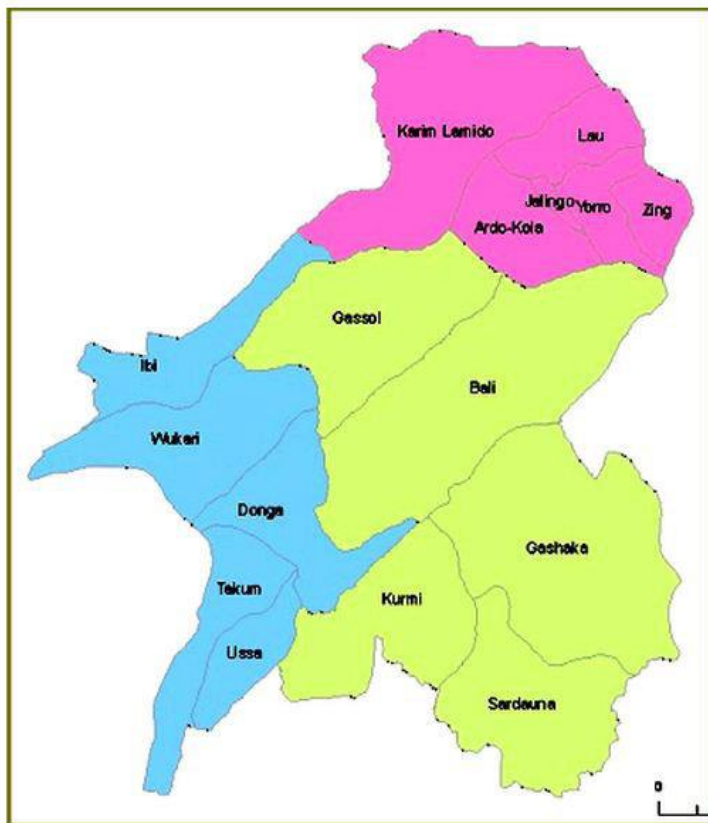 Karim Lamido
Lau
Jalingo
Yorro
Zing
Ardo-Kola
Gassol
Ibi
Bali
Wukari
Donga
Gashaka
Takum
Kurmi
Ussa
Sardauna
0